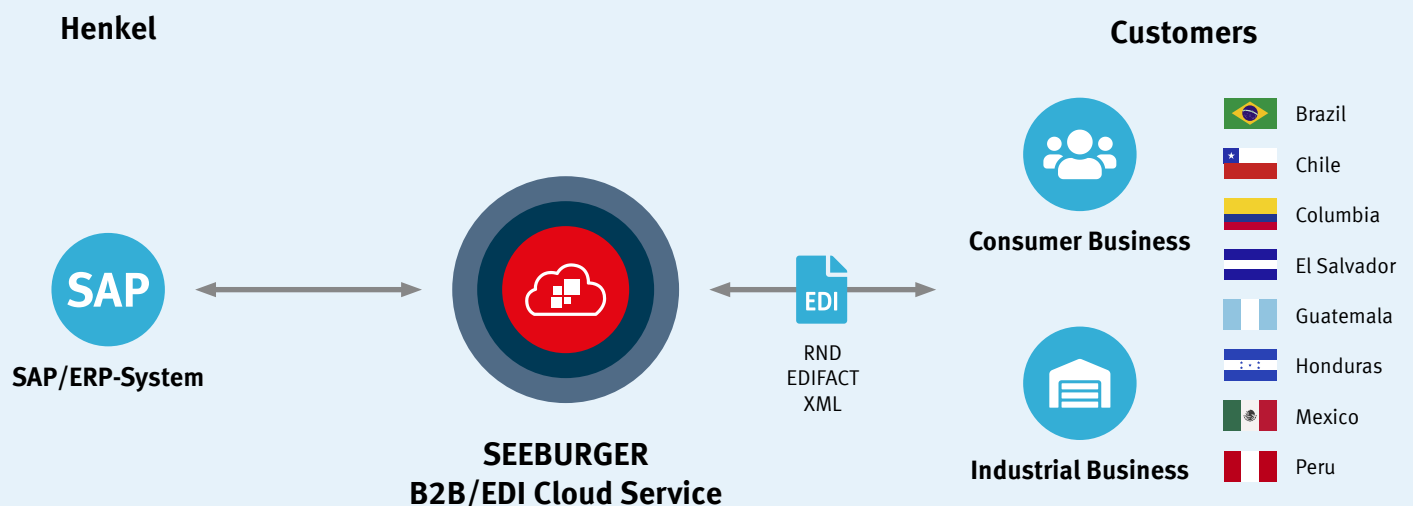 Henkel
Customers
SAP
SAP/ERP-System
SEEBURGER
B2B/EDI Cloud Service
EDI
RND
EDIFACT
XML
Consumer Business
Industrial Business
Brazil
Chile
Columbia
El Salvador
Guatemala
Honduras
Mexico
Peru